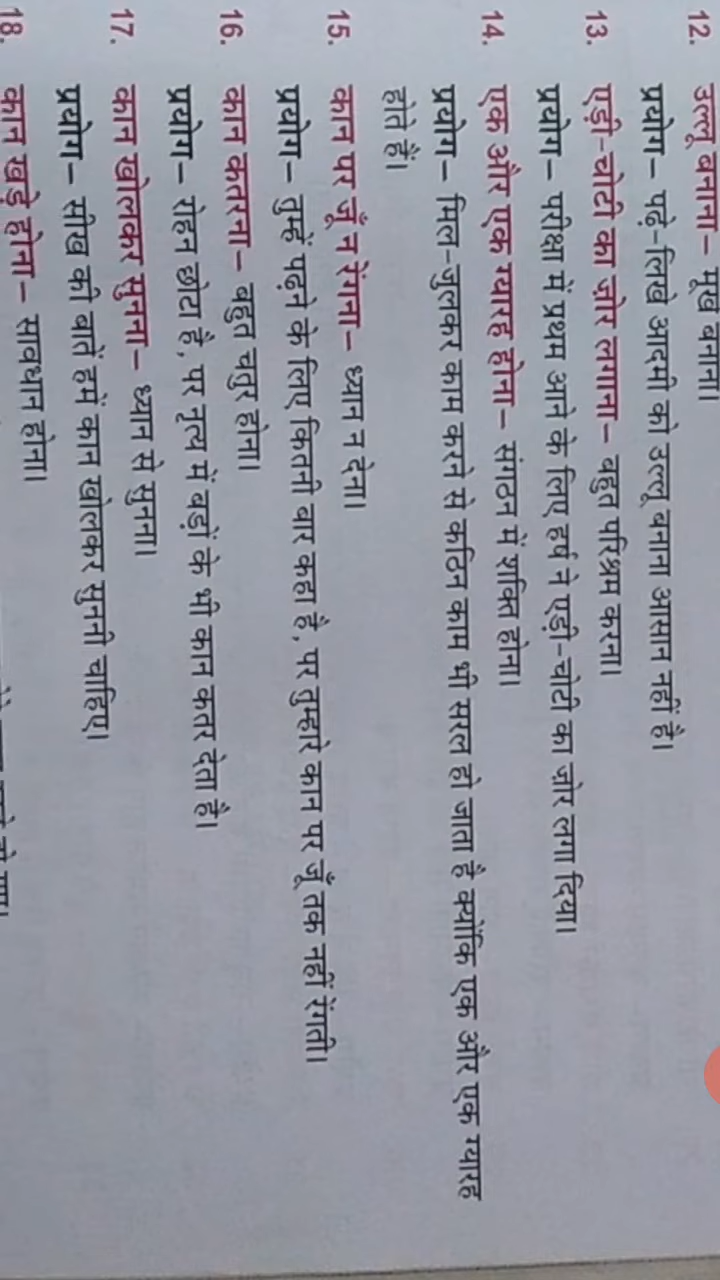 12. उल्लू बनाना– मूर्ख बनाना।
प्रयोग– पढ़े-लिखे आदमी को उल्लू बनाना आसान नहीं है।
13. एड़ी-चोटी का ज़ोर लगाना– बहुत परिश्रम करना।
प्रयोग– परीक्षा में प्रथम आने के लिए हर्ष ने एड़ी-चोटी का ज़ोर लगा दिया।
14. एक और एक ग्यारह होना– संगठन में शक्ति होना।
प्रयोग– मिल-जुलकर काम करने से कठिन काम भी सरल हो जाता है क्योंकि एक और एक ग्यारह
होते हैं।
15. कान पर जूँ न रेंगना– ध्यान न देना।
प्रयोग– तुम्हें पढ़ने के लिए कितनी बार कहा है, पर तुम्हारे कान पर जूँ तक नहीं रेंगती।
16. कान कतरना– बहुत चतुर होना।
प्रयोग– रोहन छोटा है, पर नृत्य में बड़ों के भी कान कतर देता है।
17. कान खोलकर सुनना– ध्यान से सुनना।
प्रयोग– सीख की बातें हमें कान खोलकर सुननी चाहिए।
18. कान खड़े होना– सावधान होना।